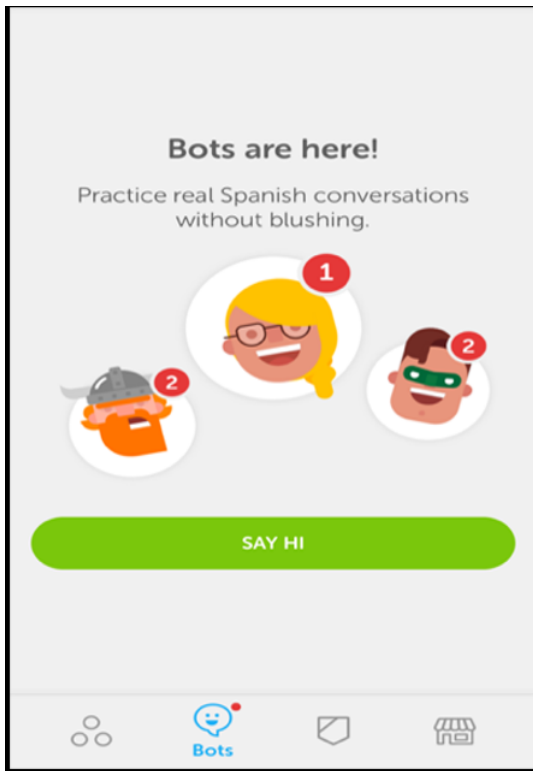 Bots are here!
Practice real Spanish conversations
without blushing.
1
2
2
SAY HI
Bots